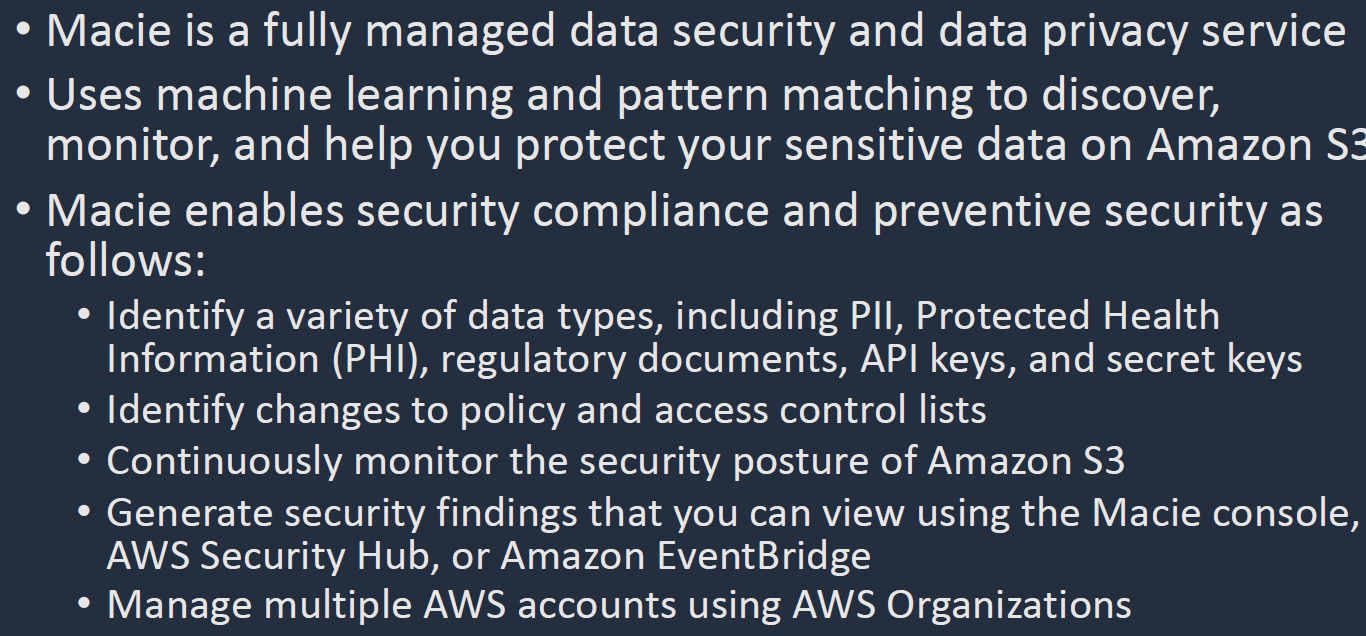 • Macie is a fully managed data security and data privacy service
• Uses machine learning and pattern matching to discover,
monitor, and help you protect your sensitive data on Amazon S3
• Macie enables security compliance and preventive security as
follows:
• Identify a variety of data types, including PII, Protected Health
Information (PHI), regulatory documents, API keys, and secret keys
• Identify changes to policy and access control lists
• Continuously monitor the security posture of Amazon S3
• Generate security findings that you can view using the Macie console,
AWS Security Hub, or Amazon EventBridge
• Manage multiple AWS accounts using AWS Organizations